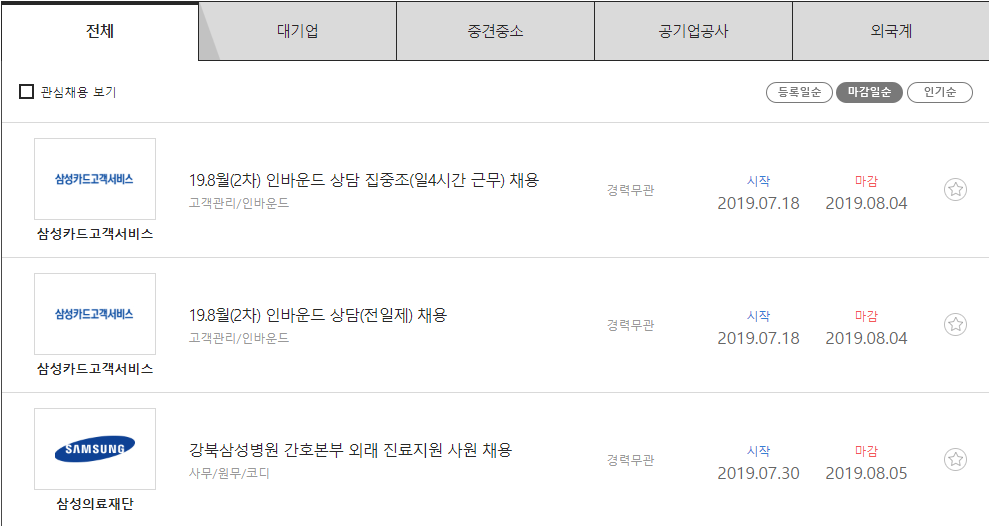 전체
대기업
중견중소
공기업공사
외국계
관심채용 보기
등록일순
마감일순
인기순
삼성카드고객서비스
삼성카드고객서비스
19.8월(2차) 인바운드 상담 집중조(일4시간 근무) 채용
고객관리/인바운드
경력무관
시작
2019.07.18
마감
2019.08.04
삼성카드고객서비스
삼성카드고객서비스
19.8월(2차) 인바운드 상담(전일제) 채용
고객관리/인바운드
경력무관
시작
2019.07.18
마감
2019.08.04
SAMSUNG
삼성의료재단
강북삼성병원 간호본부 외래 진료지원 사원 채용
사무/원무/코디
경력무관
시작
2019.07.30
마감
2019.08.05